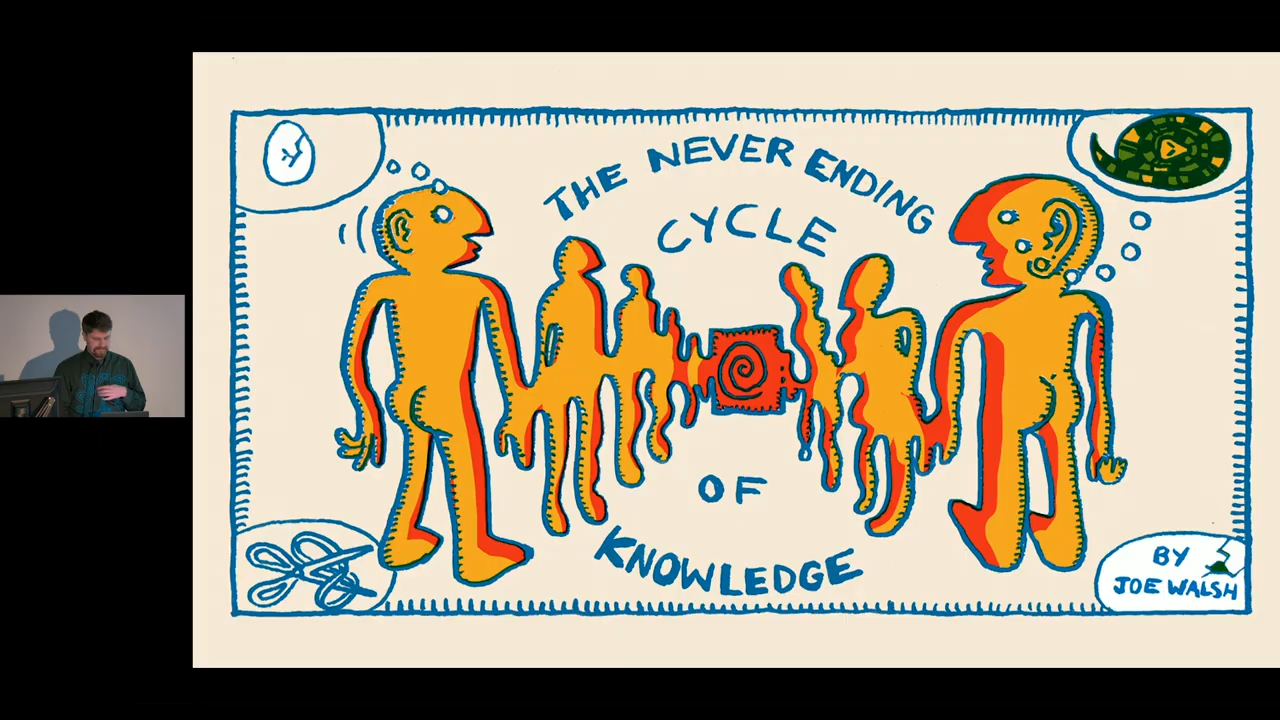 THE NEVER ENDING
CYCLE
OF
KNOWLEDGE
BY
JOE WALSH